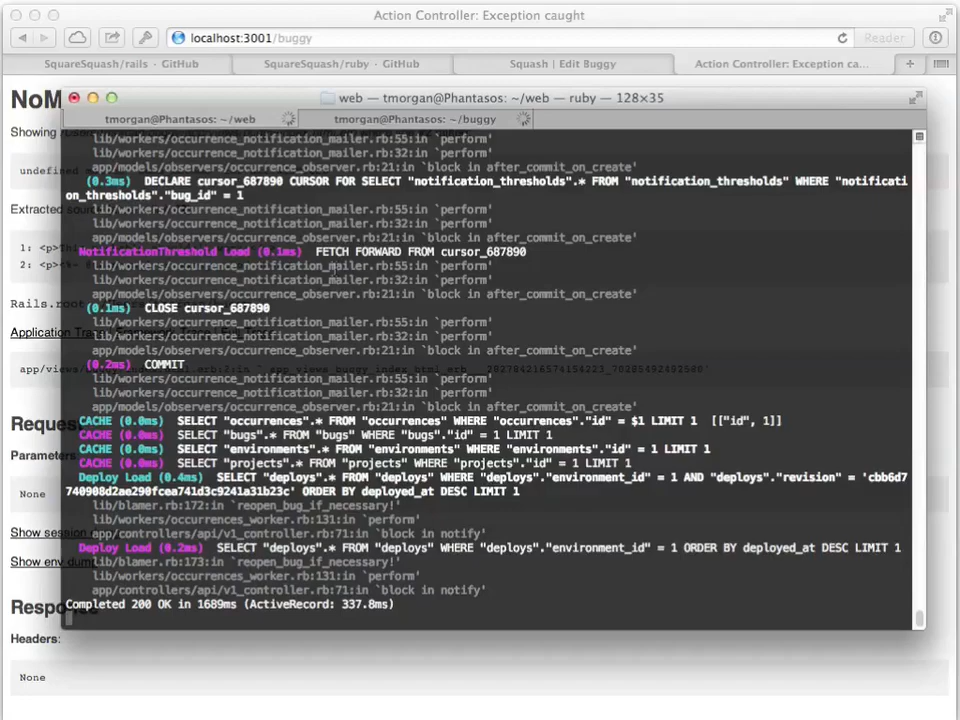 Action Controller: Exception caught
localhost:3001/buggy
Reader
SquareSquash/rails · GitHub
SquareSquash/ruby · GitHub
Squash | Edit Buggy
Action Controller: Exception ca...
NoM
web — tmorgan@Phantasos: ~/web — ruby — 128×35
tmorgan@Phantasos: ~/web
tmorgan@Phantasos: ~/buggy
Showing
undefined
Extracted
1: <p>
2: <p><%=
Rails.root
Application
Request
Parameters
None
Show session
Show env dump
Response
Headers:
None
lib/workers/occurrence_notification_mailer.rb:55:in `perform'
lib/workers/occurrence_notification_mailer.rb:32:in `perform'
app/models/observers/occurrence_observer.rb:21:in `block in after_commit_on_create'
(0.3ms) DECLARE cursor_687890 CURSOR FOR SELECT "notification_thresholds".* FROM "notification_thresholds" WHERE "notificati
on_thresholds"."bug_id" = 1
lib/workers/occurrence_notification_mailer.rb:55:in `perform'
lib/workers/occurrence_notification_mailer.rb:32:in `perform'
app/models/observers/occurrence_observer.rb:21:in `block in after_commit_on_create'
NotificationThreshold Load (0.1ms) FETCH FORWARD FROM cursor_687890
lib/workers/occurrence_notification_mailer.rb:55:in `perform'
lib/workers/occurrence_notification_mailer.rb:32:in `perform'
app/models/observers/occurrence_observer.rb:21:in `block in after_commit_on_create'
(0.1ms) CLOSE cursor_687890
lib/workers/occurrence_notification_mailer.rb:55:in `perform'
lib/workers/occurrence_notification_mailer.rb:32:in `perform'
app/models/observers/occurrence_observer.rb:21:in `block in after_commit_on_create'
(0.2ms) COMMIT
lib/workers/occurrence_notification_mailer.rb:55:in `perform'
lib/workers/occurrence_notification_mailer.rb:32:in `perform'
app/models/observers/occurrence_observer.rb:21:in `block in after_commit_on_create'
CACHE (0.0ms) SELECT "occurrences".* FROM "occurrences" WHERE "occurrences"."id" = $1 LIMIT 1 [["id", 1]]
CACHE (0.0ms) SELECT "bugs".* FROM "bugs" WHERE "bugs"."id" = 1 LIMIT 1
CACHE (0.0ms) SELECT "environments".* FROM "environments" WHERE "environments"."id" = 1 LIMIT 1
CACHE (0.0ms) SELECT "projects".* FROM "projects" WHERE "projects"."id" = 1 LIMIT 1
Deploy Load (0.4ms) SELECT "deploys".* FROM "deploys" WHERE "deploys"."environment_id" = 1 AND "deploys"."revision" = 'cbb6d7
740908d2ae290fcea741d3c9241a31b23c' ORDER BY deployed_at DESC LIMIT 1
lib/blamer.rb:172:in `reopen_bug_if_necessary!'
lib/workers/occurrences_worker.rb:131:in `perform'
app/controllers/api/v1_controller.rb:71:in `block in notify'
Deploy Load (0.2ms) SELECT "deploys".* FROM "deploys" WHERE "deploys"."environment_id" = 1 ORDER BY deployed_at DESC LIMIT 1
lib/blamer.rb:173:in `reopen_bug_if_necessary!'
lib/workers/occurrences_worker.rb:131:in `perform'
app/controllers/api/v1_controller.rb:71:in `block in notify'
Completed 200 OK in 1689ms (ActiveRecord: 337.8ms)